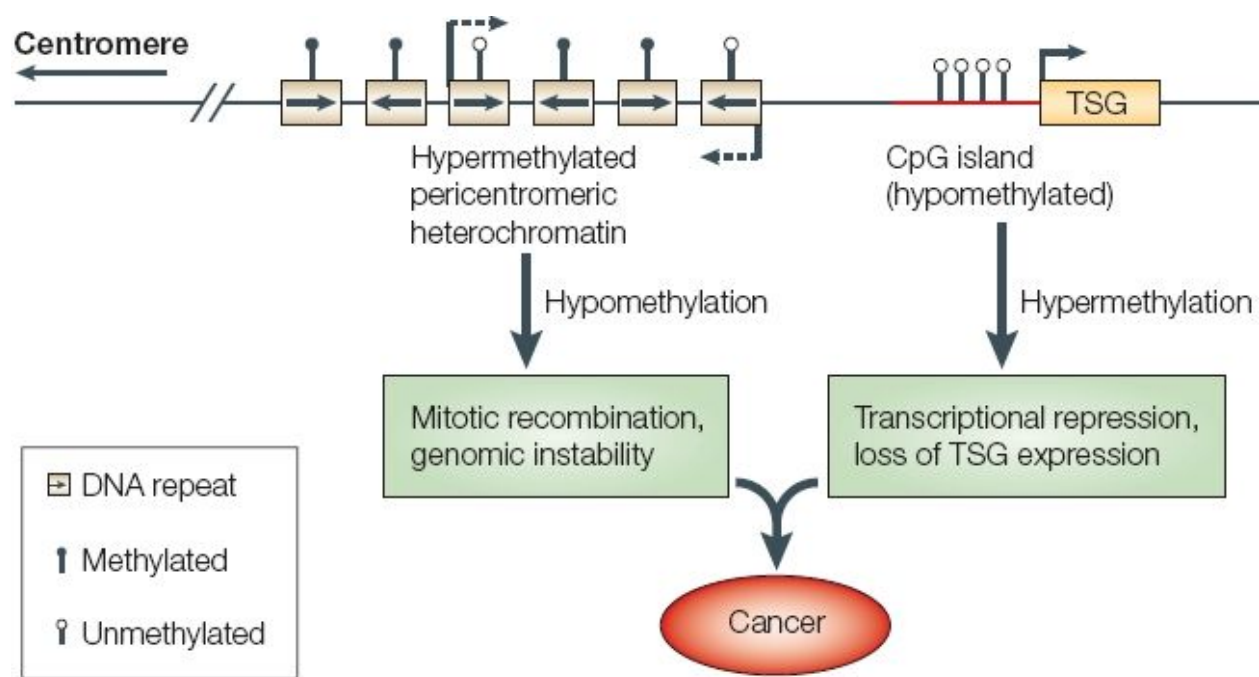 Centromere
TSG
Hypermethylated
pericentromeric
heterochromatin
CpG island
(hypomethylated)
Hypomethylation
Hypermethylation
Mitotic recombination,
genomic instability
Transcriptional repression,
loss of TSG expression
DNA repeat
Methylated
Unmethylated
Cancer